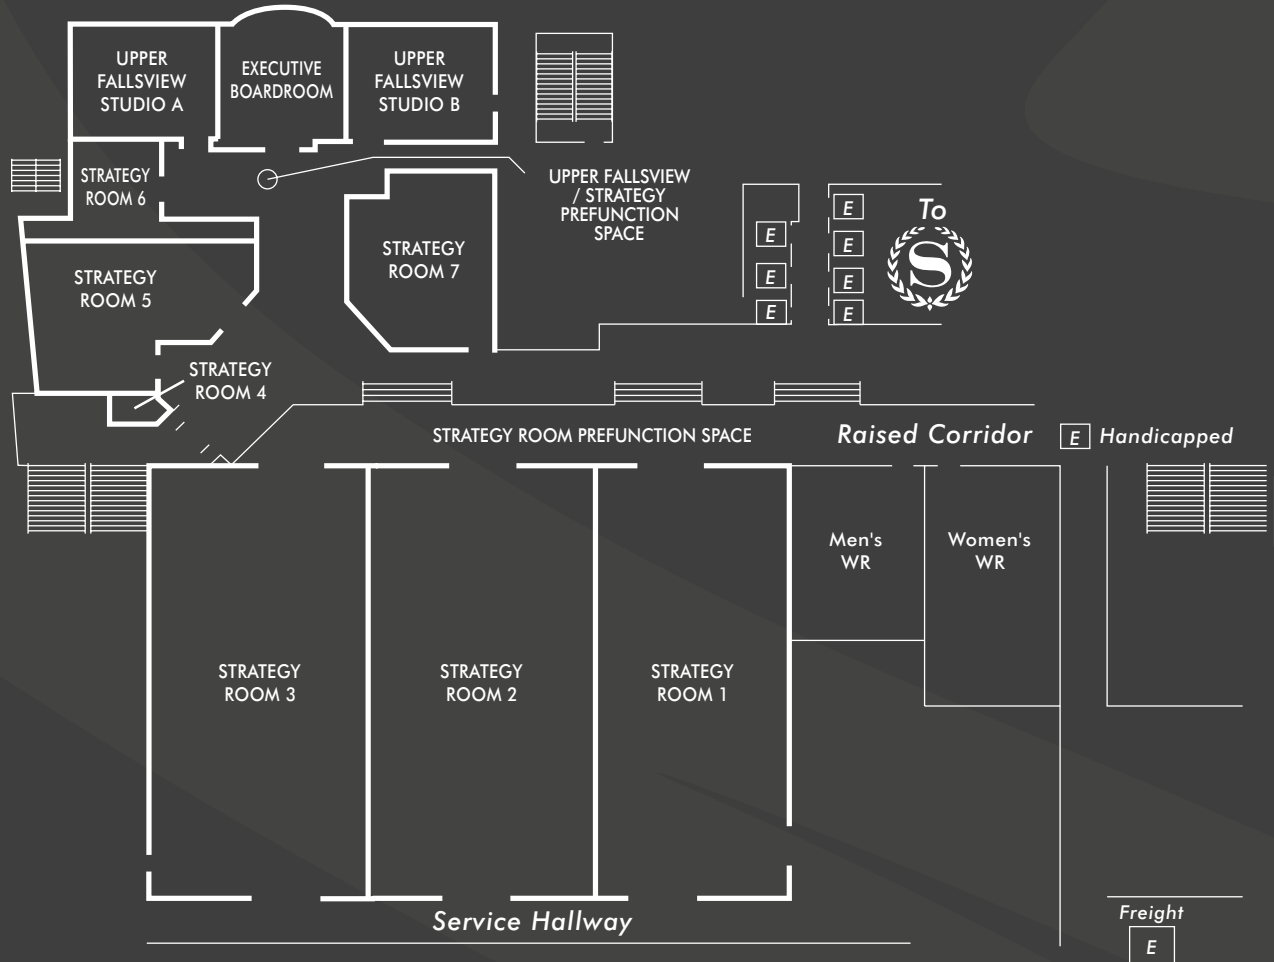 UPPER
FALLSVIEW
STUDIO A
EXECUTIVE
BOARDROOM
UPPER
FALLSVIEW
STUDIO B
STRATEGY
ROOM 6
UPPER FALLSVIEW
/ STRATEGY
PREFUNCTION
SPACE
E
E
E
E
E
E
E
To
S
STRATEGY
ROOM 7
STRATEGY
ROOM 5
STRATEGY
ROOM 4
STRATEGY ROOM PREFUNCTION SPACE
Raised Corridor
E
Handicapped
Men's
WR
Women's
WR
STRATEGY
ROOM 3
STRATEGY
ROOM 2
STRATEGY
ROOM 1
Service Hallway
Freight
E